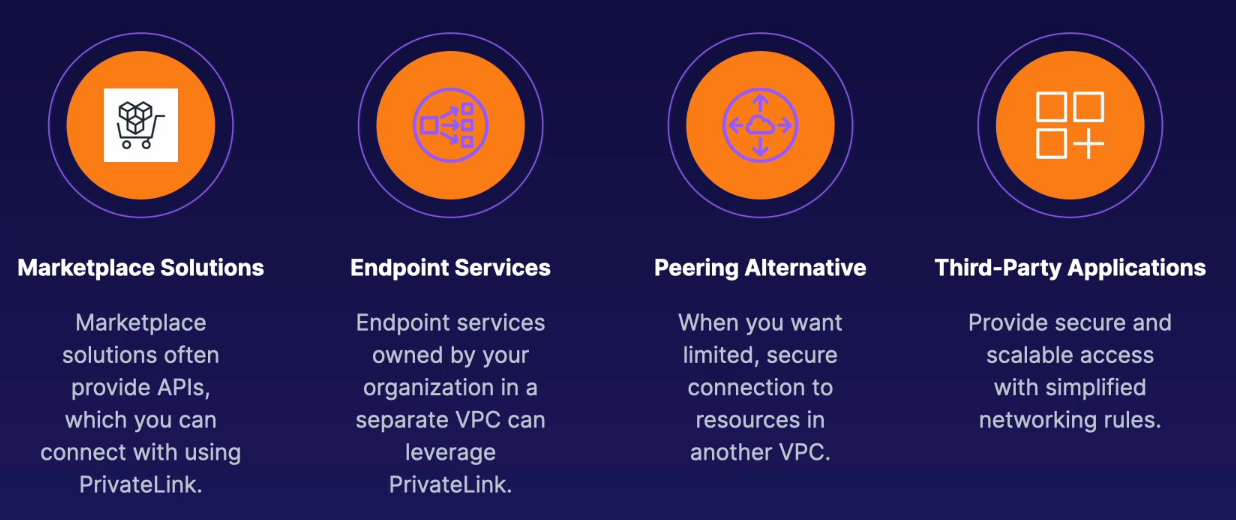 Marketplace Solutions
Marketplace
solutions often
provide APIs,
which you can
connect with using
PrivateLink.
Endpoint Services
Endpoint services
owned by your
organization in a
separate VPC can
leverage
PrivateLink.
Peering Alternative
When you want
limited, secure
connection to
resources in
another VPC.
Third-Party Applications
Provide secure and
scalable access
with simplified
networking rules.